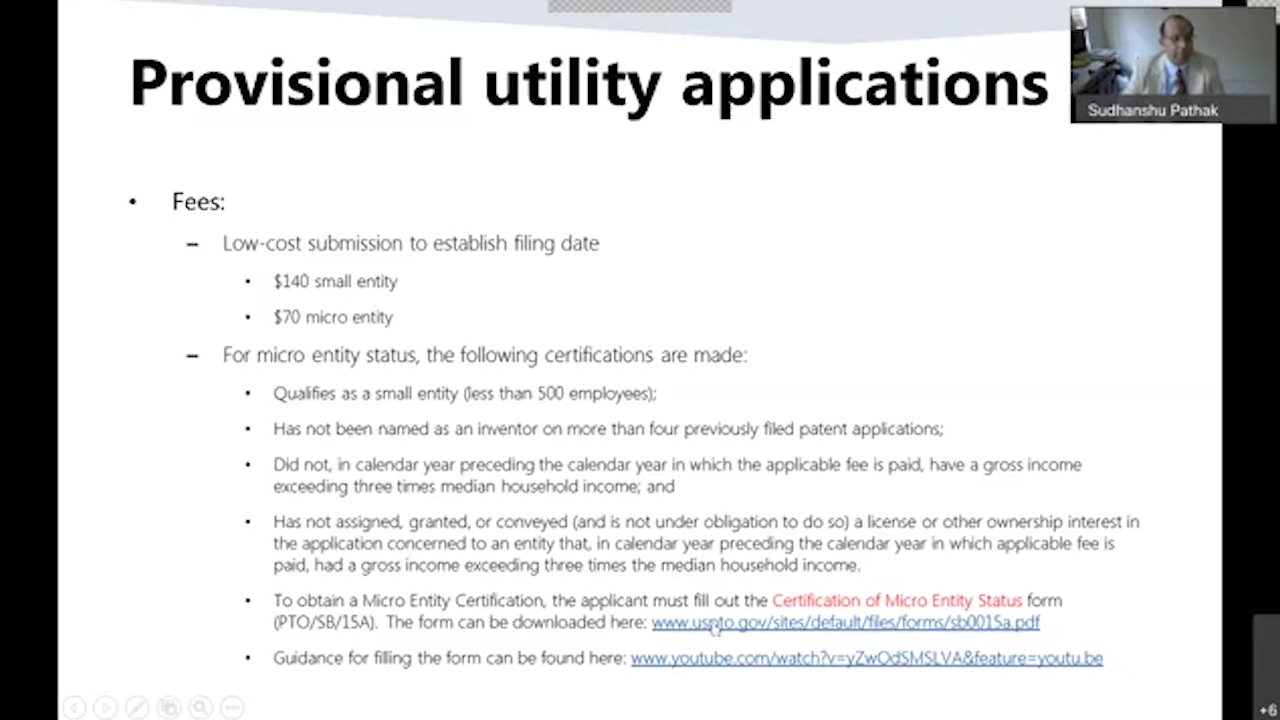 Provisional utility applications
Sudhanshu Pathak
• Fees:
– Low-cost submission to establish filing date
• $140 small entity
• $70 micro entity
– For micro entity status, the following certifications are made:
• Qualifies as a small entity (less than 500 employees);
• Has not been named as an inventor on more than four previously filed patent applications;
• Did not, in calendar year preceding the calendar year in which the applicable fee is paid, have a gross income
exceeding three times median household income; and
• Has not assigned, granted, or conveyed (and is not under obligation to do so) a license or other ownership interest in
the application concerned to an entity that, in calendar year preceding the calendar year in which applicable fee is
paid, had a gross income exceeding three times the median household income.
• To obtain a Micro Entity Certification, the applicant must fill out the Certification of Micro Entity Status form
(PTO/SB/15A). The form can be downloaded here: www.uspto.gov/sites/default/files/forms/sb0015a.pdf
• Guidance for filling the form can be found here: www.youtube.com/watch?v=yZwOdSMSLVA&feature=youtu.be
+6